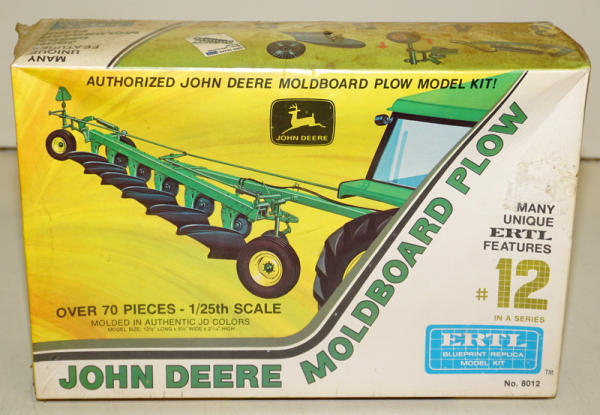 MANY
UNIQUE
FEATURES
MOLDBOARD
AUTHORIZED JOHN DEERE MOLDBOARD PLOW MODEL KIT!
JOHN DEERE
MANY
UNIQUE
ERTL
FEATURES
#12
IN A SERIES
OVER 70 PIECES - 1/25th SCALE
MOLDED IN AUTHENTIC JD COLORS
ERTL
BLUEPRINT REPLICA
MODEL KIT
TM
No. 8012
JOHN DEERE MOLDBOARD PLOW